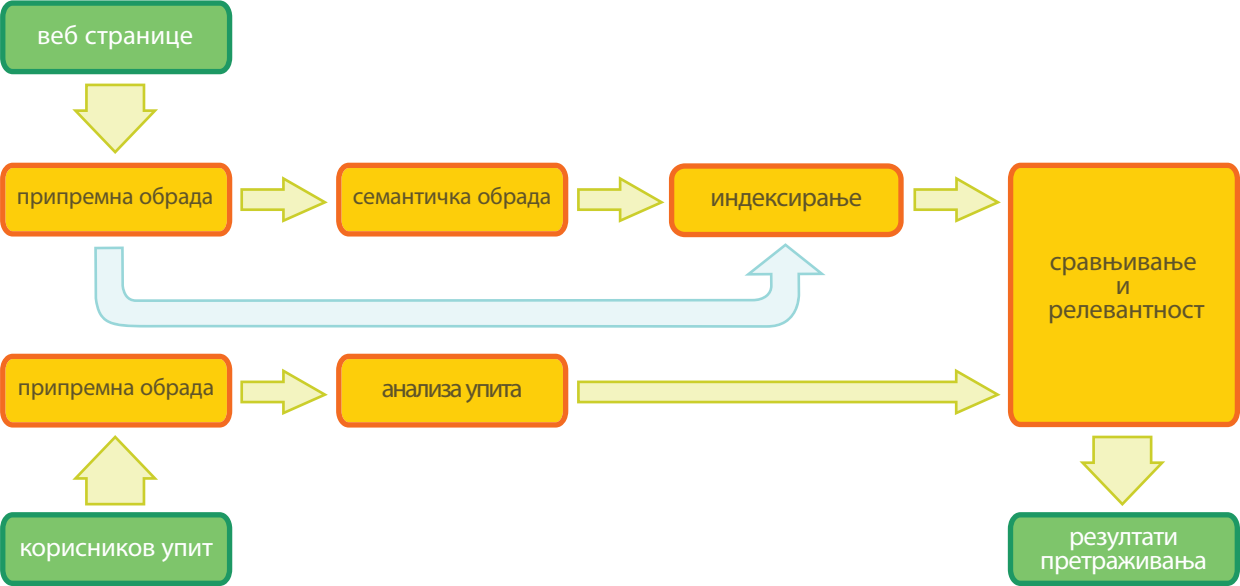 веб странице
припремна обрада
семантичка обрада
индексирање
сравњивање
и
релевантност
припремна обрада
анализа упита
корисников упит
резултати
претраживања